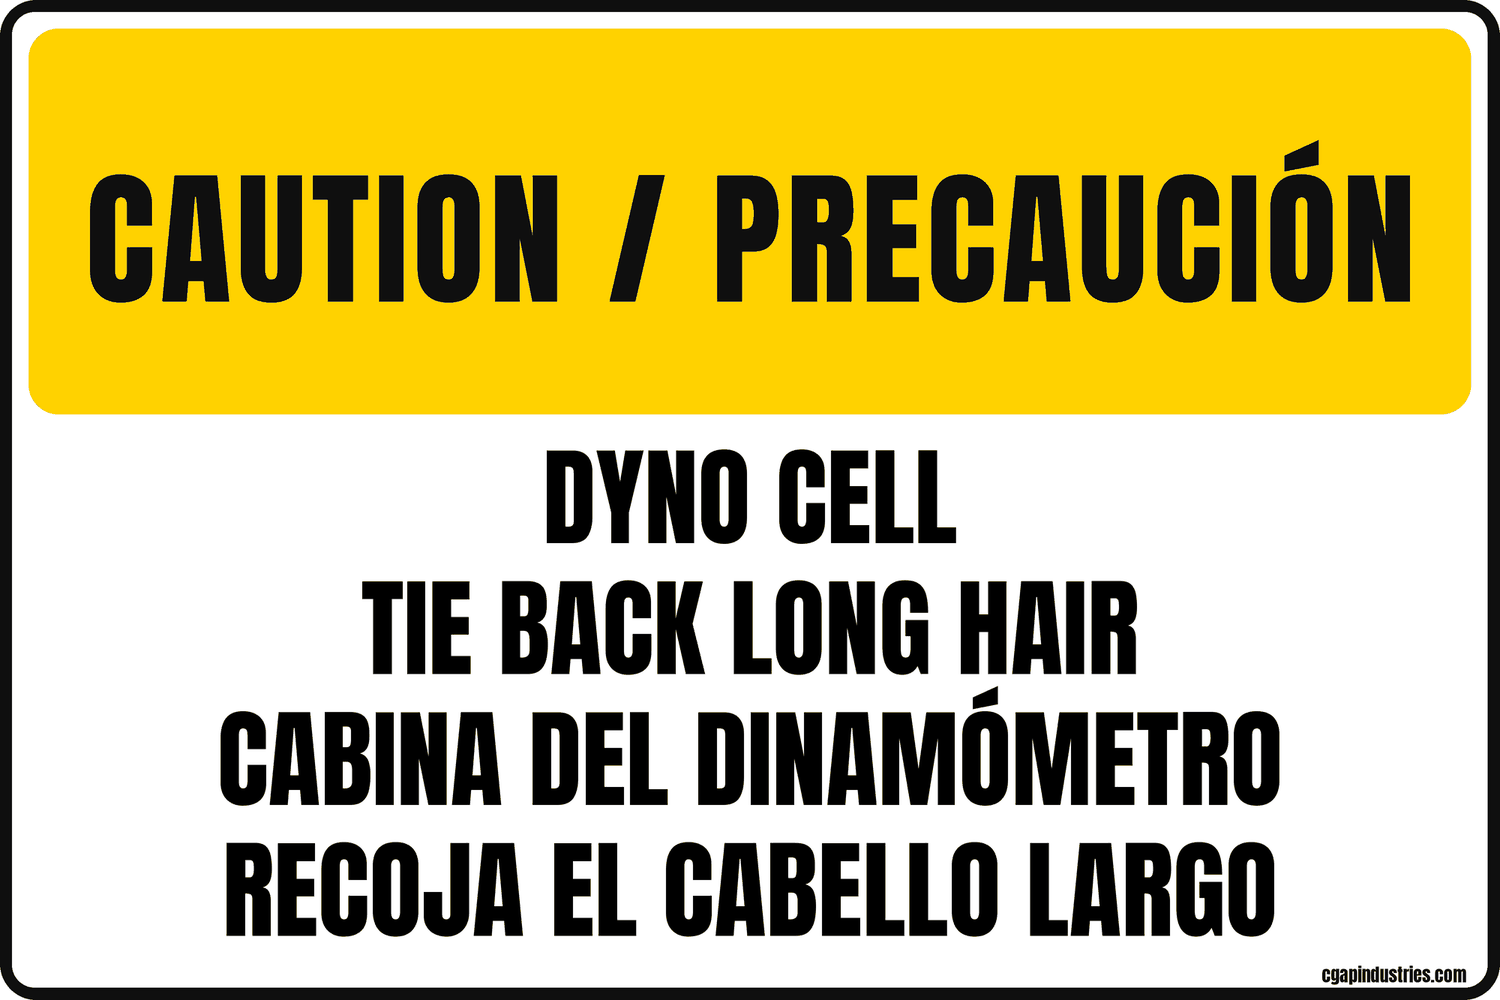 CAUTION / PRECAUCIÓN
DYNO CELL
TIE BACK LONG HAIR
CABINA DEL DINAMÓMETRO
RECOJA EL CABELLO LARGO
cgapindustries.com